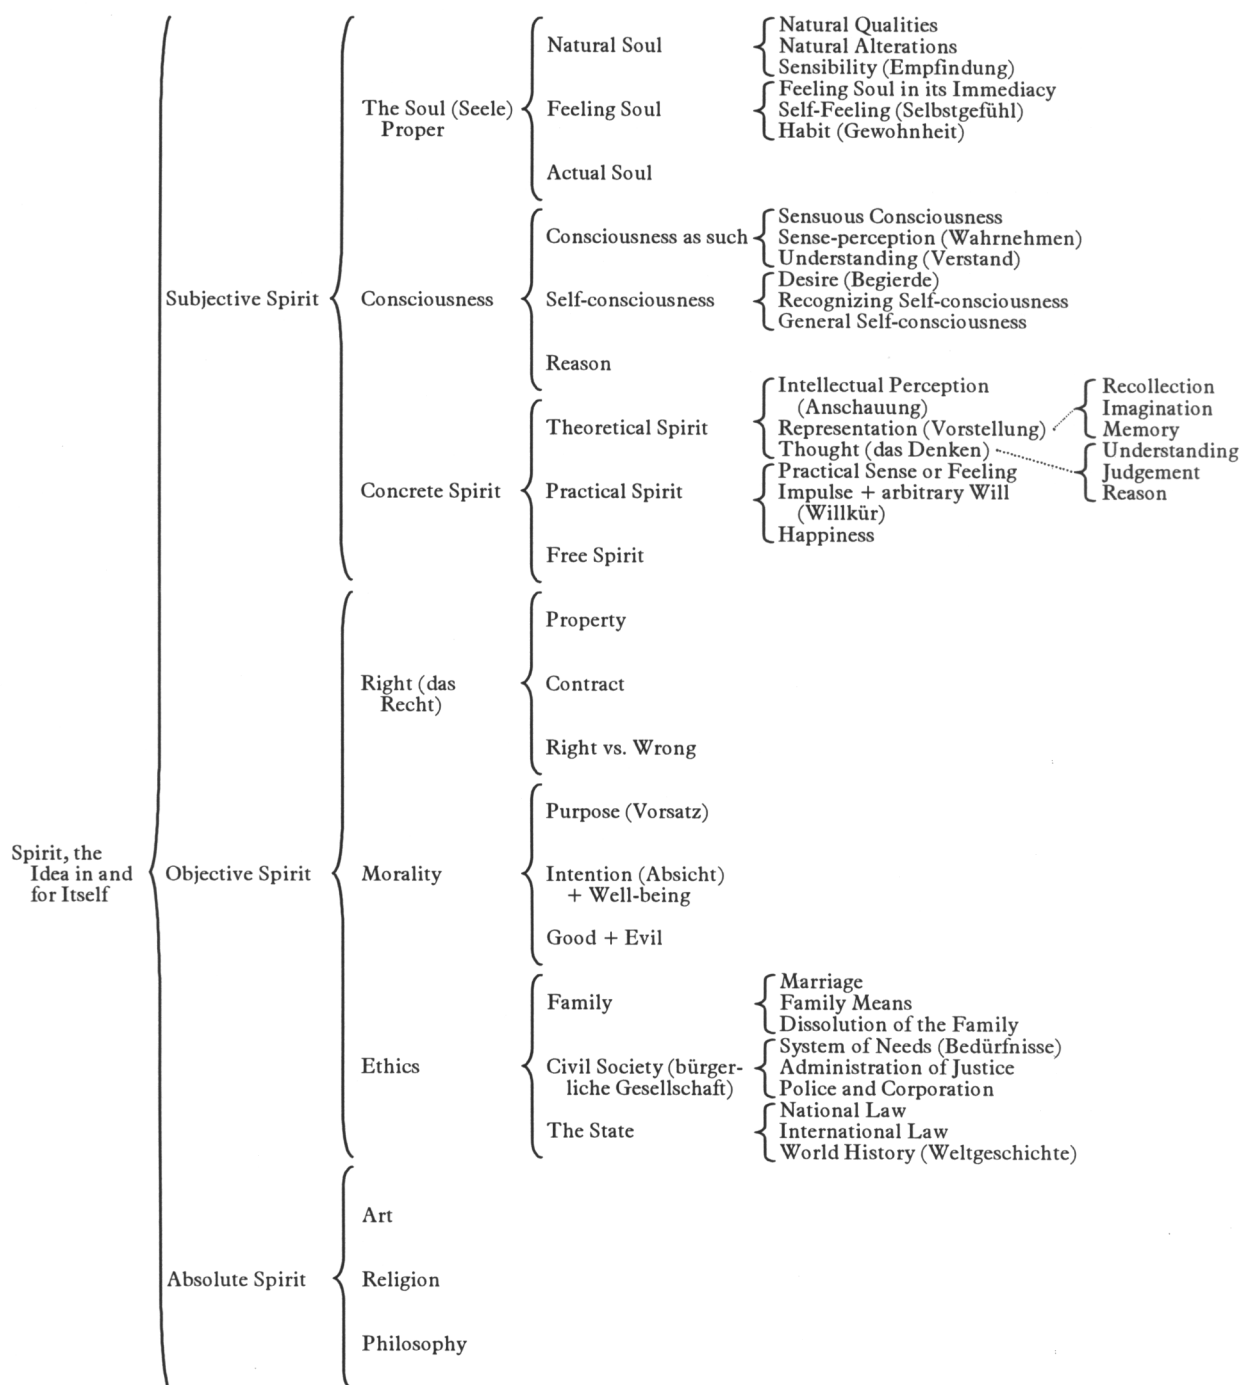 Spirit, the
Idea in and
for Itself
Subjective Spirit
The Soul (Seele)
Proper
Natural Soul
Natural Qualities
Natural Alterations
Sensibility (Empfindung)
Feeling Soul
Feeling Soul in its Immediacy
Self-Feeling (Selbstgefühl)
Habit (Gewohnheit)
Actual Soul
Consciousness
Consciousness as such
Sensuous Consciousness
Sense-perception (Wahrnehmen)
Understanding (Verstand)
Self-consciousness
Desire (Begierde)
Recognizing Self-consciousness
General Self-consciousness
Reason
Concrete Spirit
Theoretical Spirit
Intellectual Perception
(Anschauung)
Representation (Vorstellung)
Recollection
Imagination
Memory
Thought (das Denken)
Understanding
Judgement
Reason
Practical Spirit
Practical Sense or Feeling
Impulse + arbitrary Will
(Willkür)
Happiness
Free Spirit
Objective Spirit
Right (das
Recht)
Property
Contract
Right vs. Wrong
Morality
Purpose (Vorsatz)
Intention (Absicht)
+ Well-being
Good + Evil
Ethics
Family
Marriage
Family Means
Dissolution of the Family
Civil Society (bürger-
liche Gesellschaft)
System of Needs (Bedürfnisse)
Administration of Justice
Police and Corporation
The State
National Law
International Law
World History (Weltgeschichte)
Absolute Spirit
Art
Religion
Philosophy